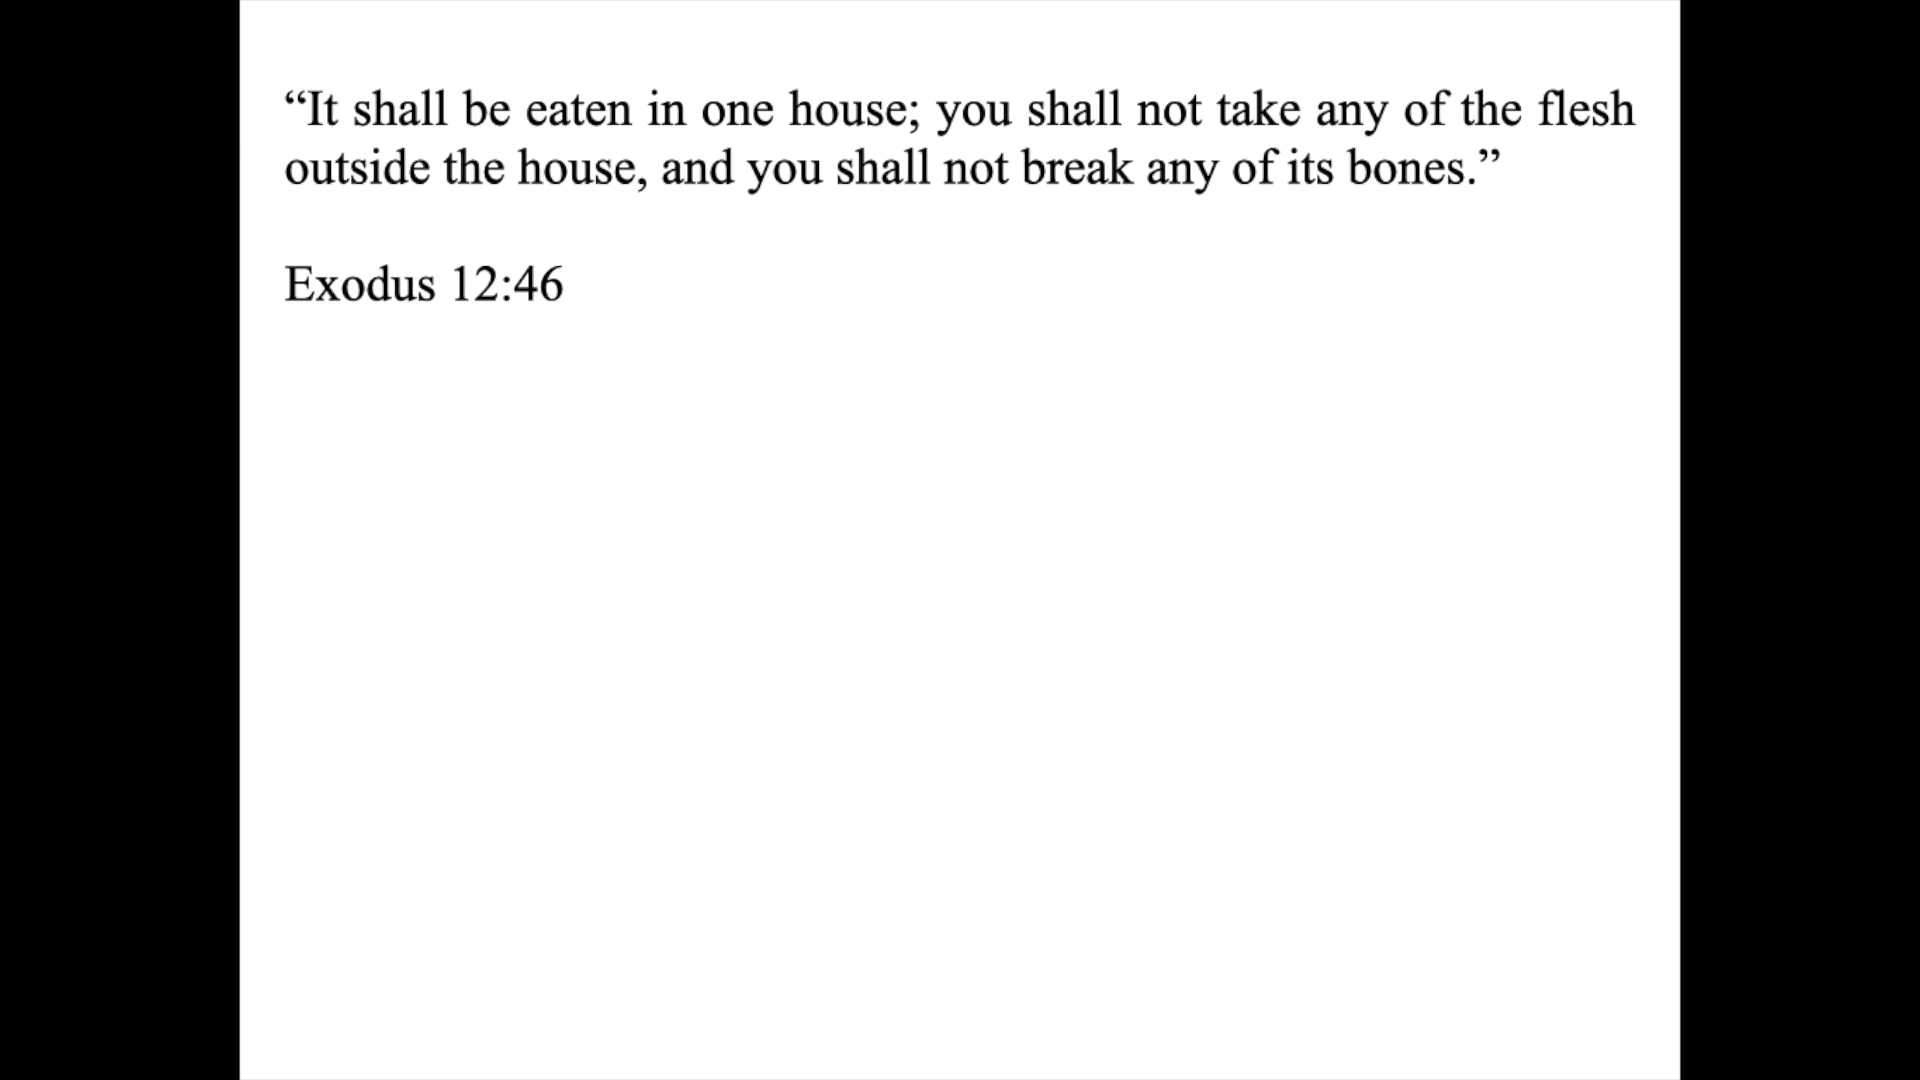 “It shall be eaten in one house; you shall not take any of the flesh
outside the house, and you shall not break any of its bones.”
Exodus 12:46